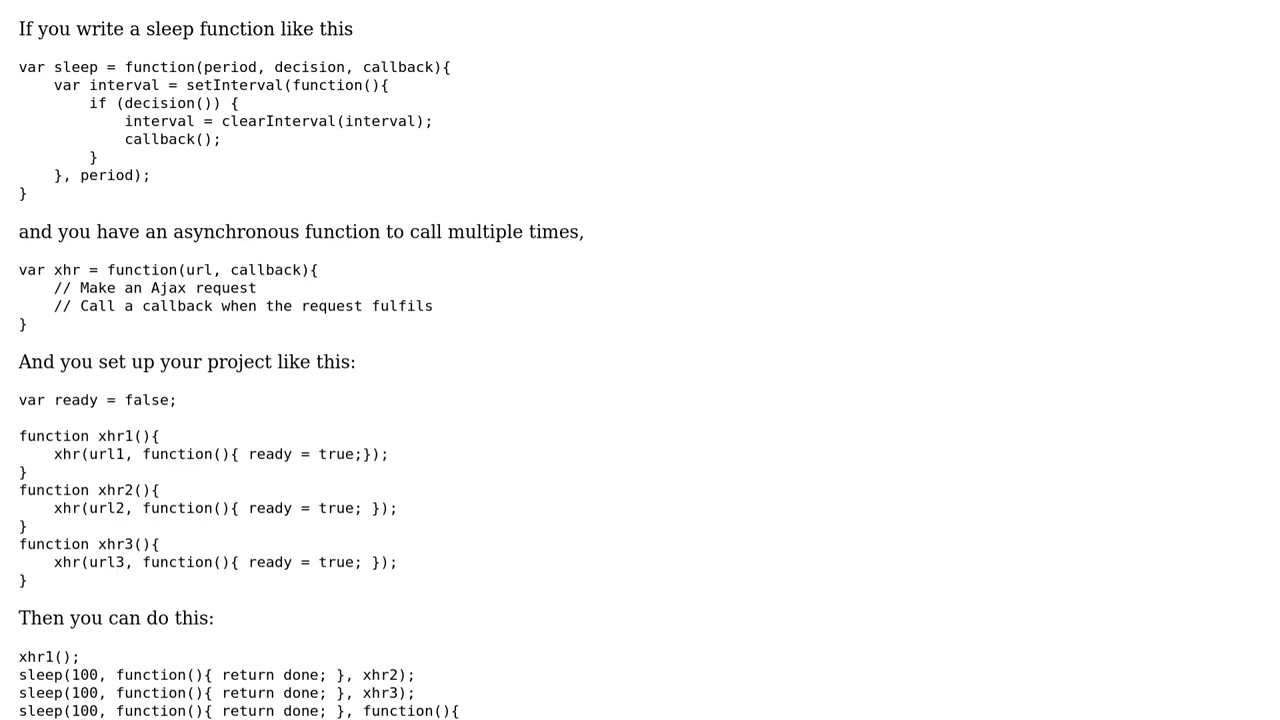 If you write a sleep function like this
var sleep = function(period, decision, callback){
    var interval = setInterval(function(){
        if (decision()) {
            interval = clearInterval(interval);
            callback();
        }
    }, period);
}
and you have an asynchronous function to call multiple times,
var xhr = function(url, callback){
    // Make an Ajax request
    // Call a callback when the request fulfils
}
And you set up your project like this:
var ready = false;

function xhr1(){
    xhr(url1, function(){ ready = true;});
}
function xhr2(){
    xhr(url2, function(){ ready = true; });
}
function xhr3(){
    xhr(url3, function(){ ready = true; });
}
Then you can do this:
xhr1();
sleep(100, function(){ return done; }, xhr2);
sleep(100, function(){ return done; }, xhr3);
sleep(100, function(){ return done; }, function(){